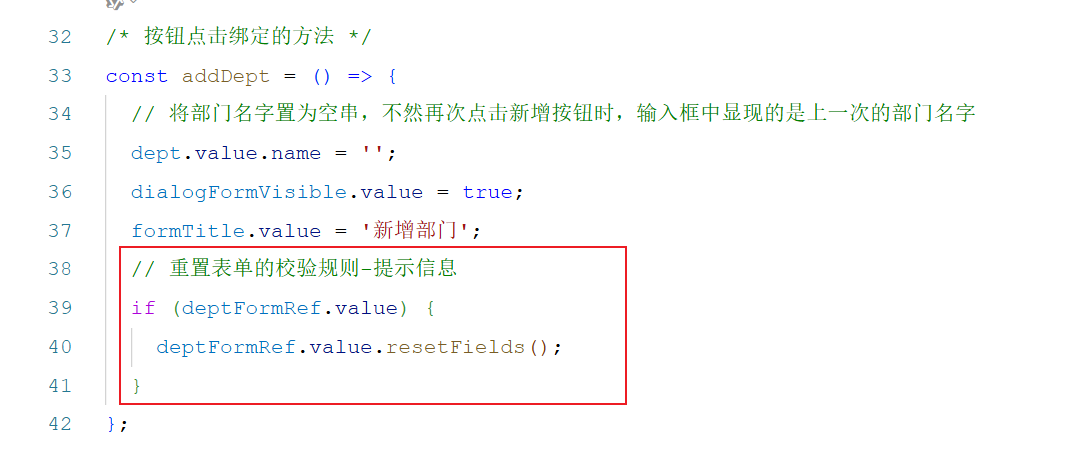 32 /* 按钮点击绑定的方法 */
33 const addDept = () => {
34 // 将部门名字置为空串，不然再次点击新增按钮时，输入框中显现的是上一次的部门名字
35 dept.value.name = '';
36 dialogFormVisible.value = true;
37 formTitle.value = '新增部门';
38 // 重置表单的校验规则-提示信息
39 if (deptFormRef.value) {
40 deptFormRef.value.resetFields();
41 }
42 };